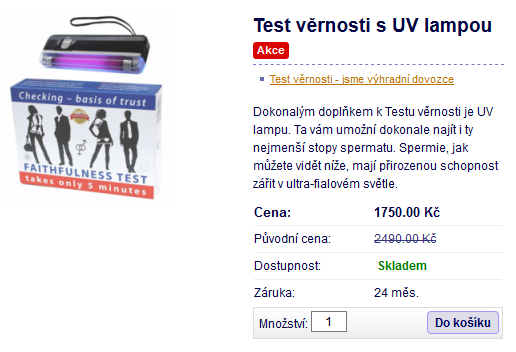 Test věrnosti s UV lampou
Akce
Test věrnosti - jsme výhradní dovozce
Checking – basis of trust
FAITHFULNESS TEST
takes only 5 minutes
Dokonalým doplňkem k Testu věrnosti je UV
lampu. Ta vám umožní dokonale najít i ty
nejmenší stopy spermatu. Spermie, jak
můžete vidět níže, mají přirozenou schopnost
zářit v ultra-fialovém světle.
Cena: 1750.00 Kč
Původní cena: 2490.00 Kč
Dostupnost: Skladem
Záruka: 24 měs.
Množství: 1 Do košíku